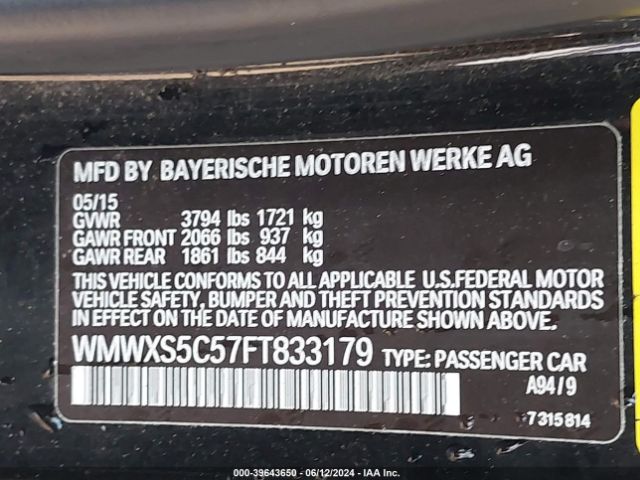 MFD BY BAYERISCHE MOTOREN WERKE AG
05/15
GVWR 3794 lbs 1721 kg
GAWR FRONT 2066 lbs 937 kg
GAWR REAR 1861 lbs 844 kg
THIS VEHICLE CONFORMS TO ALL APPLICABLE U.S.FEDERAL MOTOR
VEHICLE SAFETY, BUMPER AND THEFT PREVENTION STANDARDS
IN EFFECT ON THE DATE OF MANUFACTURE SHOWN ABOVE.
WMWXS5C57FT833179 TYPE: PASSENGER CAR
A94/9
7315814
000-39643650 - 06/12/2024 - IAA Inc.